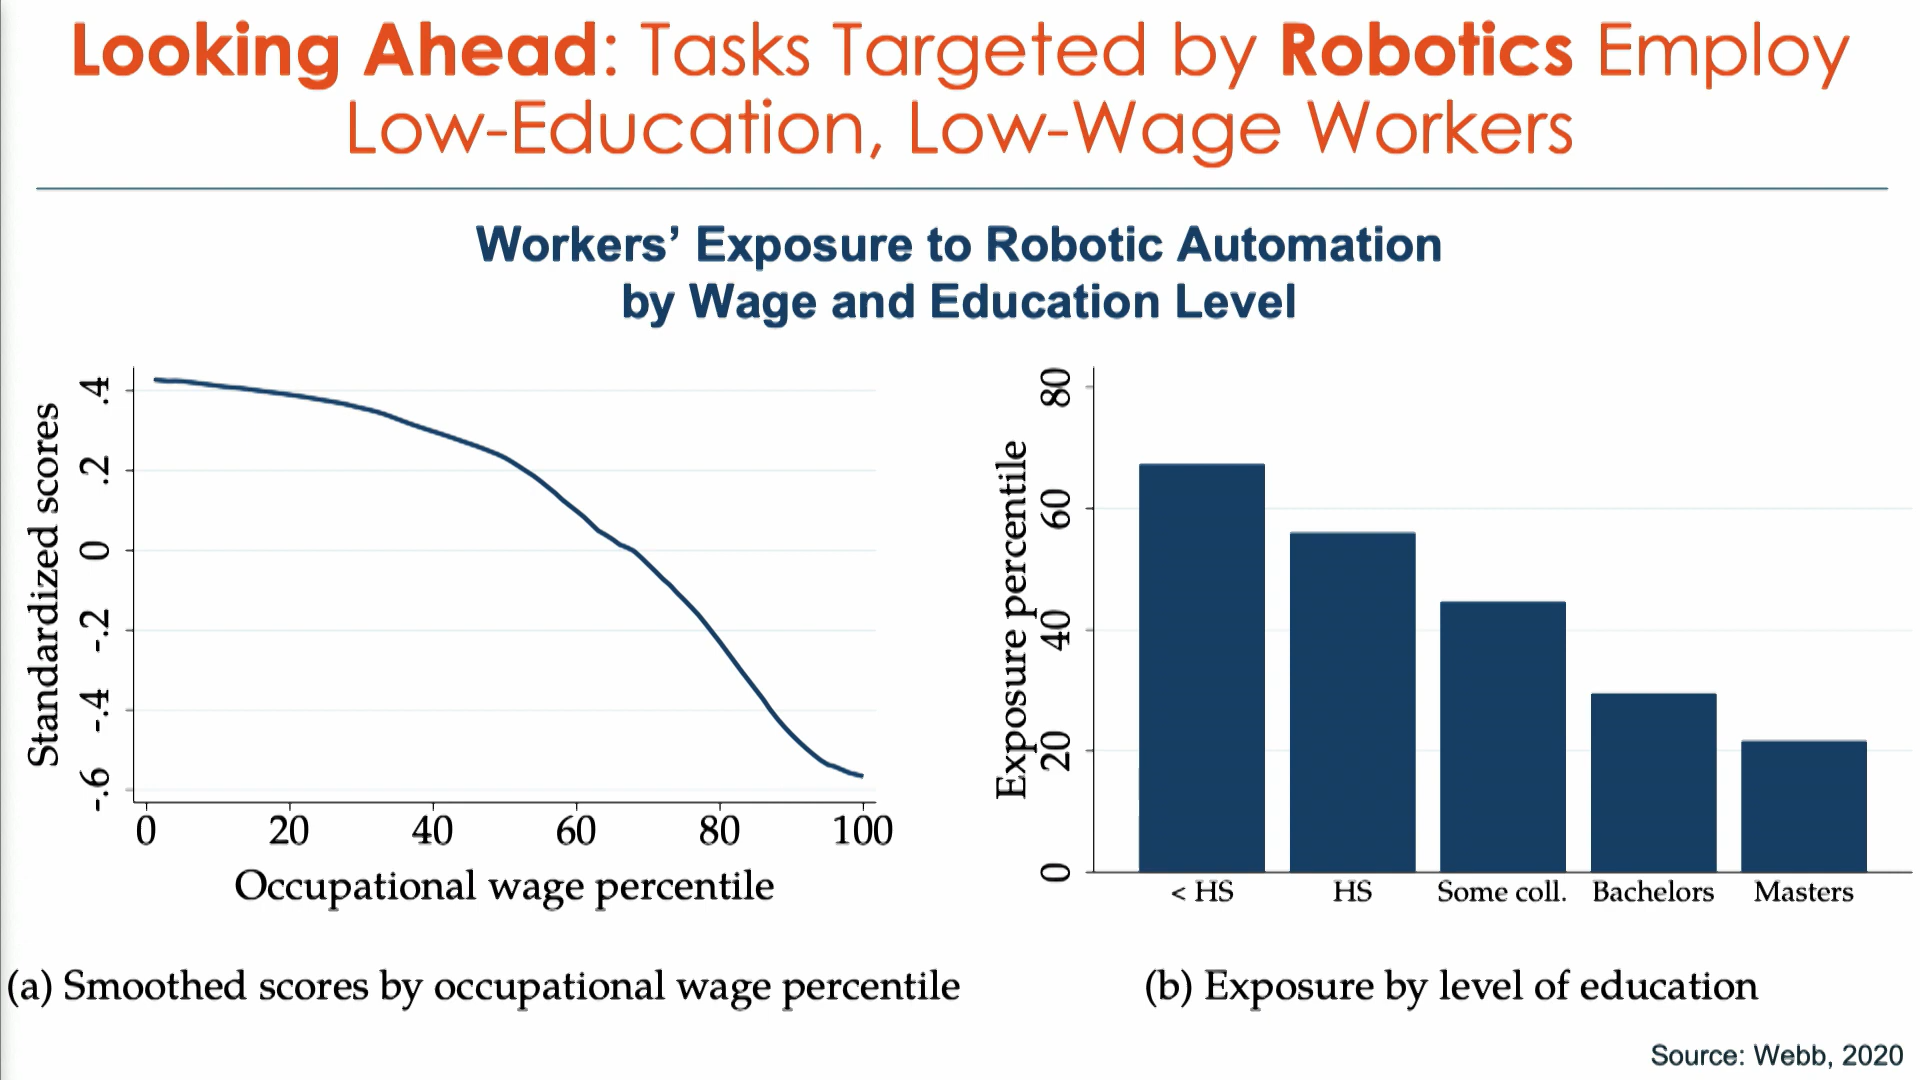 Looking Ahead: Tasks Targeted by Robotics Employ
Low-Education, Low-Wage Workers
Workers’ Exposure to Robotic Automation
by Wage and Education Level
Standardized scores
.4
.2
0
-.2
-.4
-.6
0 20 40 60 80 100
Occupational wage percentile
(a) Smoothed scores by occupational wage percentile
Exposure percentile
80
60
40
20
0
< HS HS Some coll. Bachelors Masters
(b) Exposure by level of education
Source: Webb, 2020